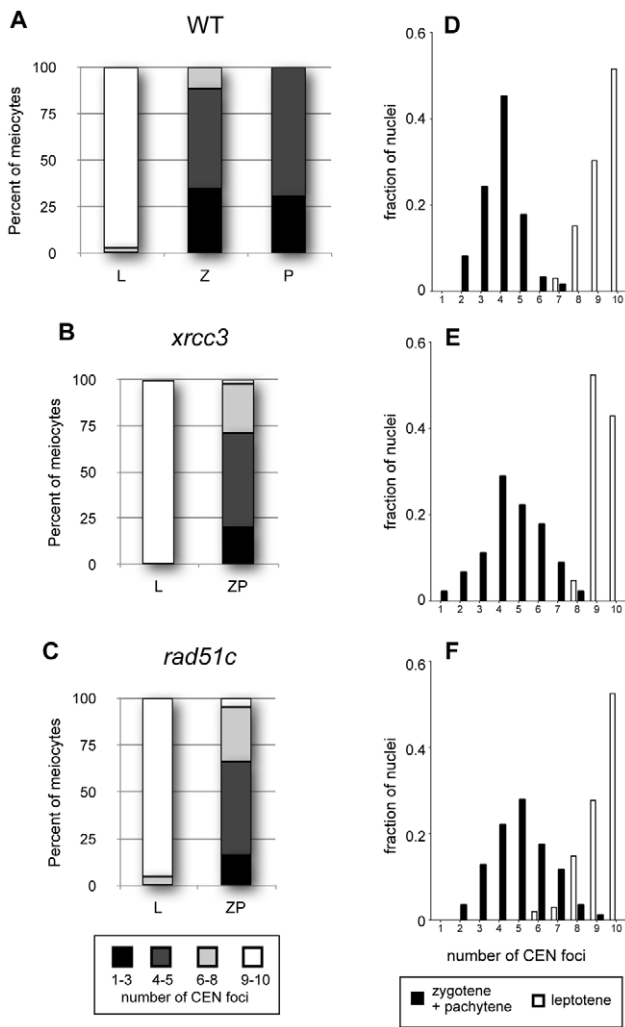 A
WT
Percent of meiocytes
100
75
50
25
0
L Z P
B
xrcc3
Percent of meiocytes
100
75
50
25
0
L ZP
C
rad51c
Percent of meiocytes
100
75
50
25
0
L ZP
1-3 4-5 6-8 9-10
number of CEN foci
D
fraction of nuclei
0.6
0.4
0.2
0
1 2 3 4 5 6 7 8 9 10
E
fraction of nuclei
0.6
0.4
0.2
0
1 2 3 4 5 6 7 8 9 10
F
fraction of nuclei
0.6
0.4
0.2
0
1 2 3 4 5 6 7 8 9 10
number of CEN foci
zygotene
+ pachytene
leptotene